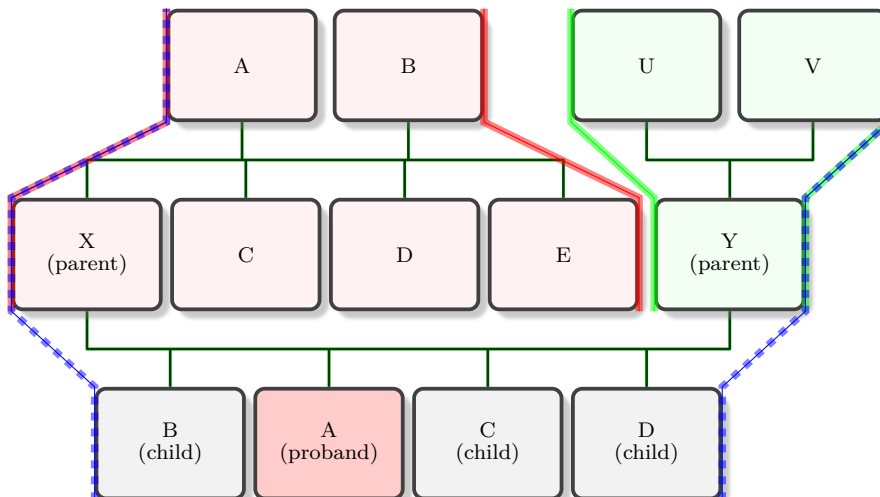 A
B
U
V
X
(parent)
C
D
E
Y
(parent)
B
(child)
A
(proband)
C
(child)
D
(child)